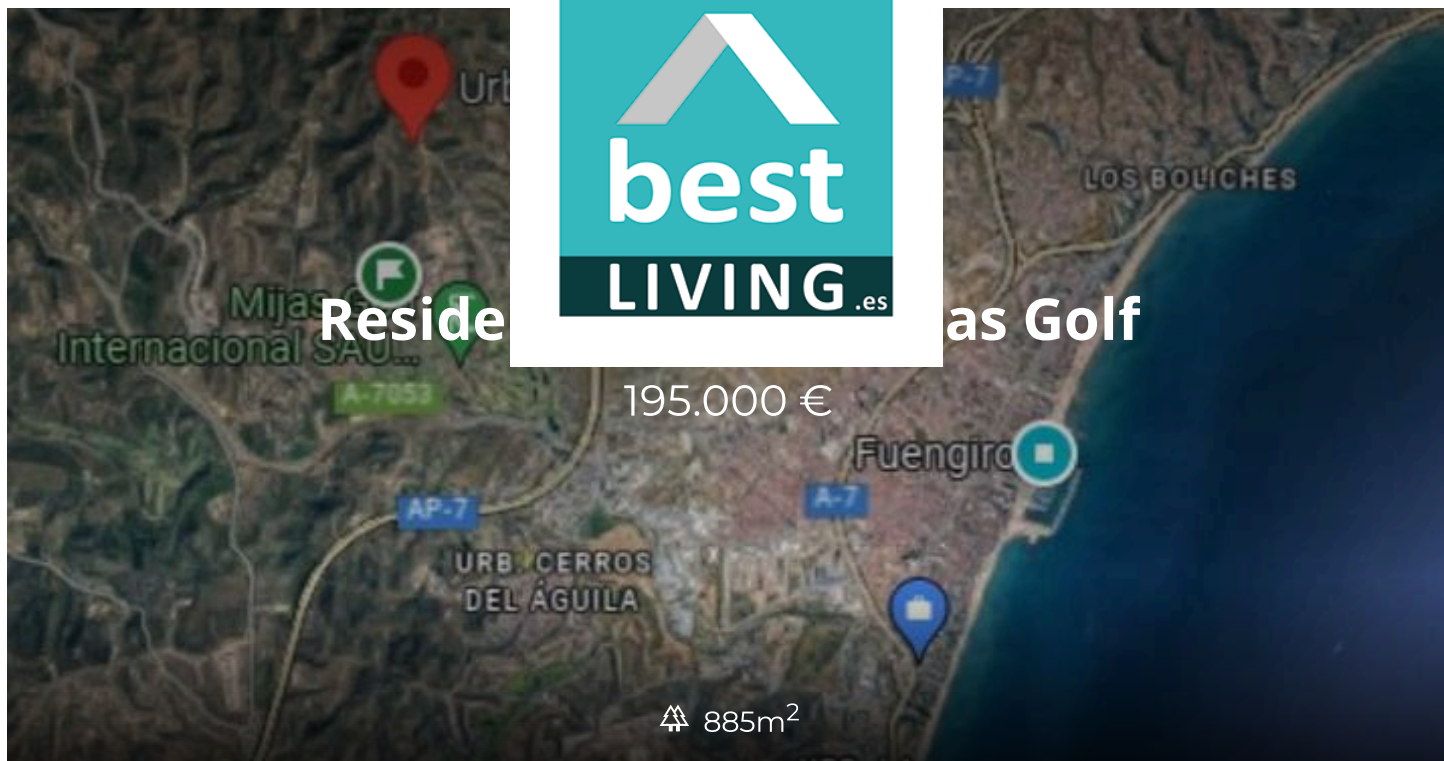 Urb
P-7
best
LIVING.es
LOS BOLICHES
Mijas G
Internacional SAU...
Reside
as Golf
A-7053
195.000 €
Fuengiro
AP-7
A-7
URB. CERROS
DEL ÁGUILA
885m²